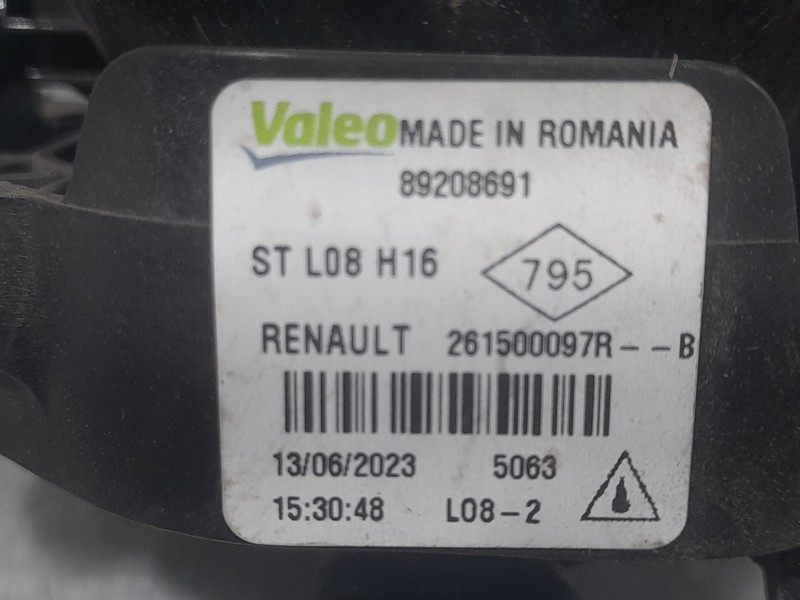 Valeo MADE IN ROMANIA
89208691
ST L08 H16 795
RENAULT 261500097R--B
13/06/2023 5063
15:30:48 L08-2